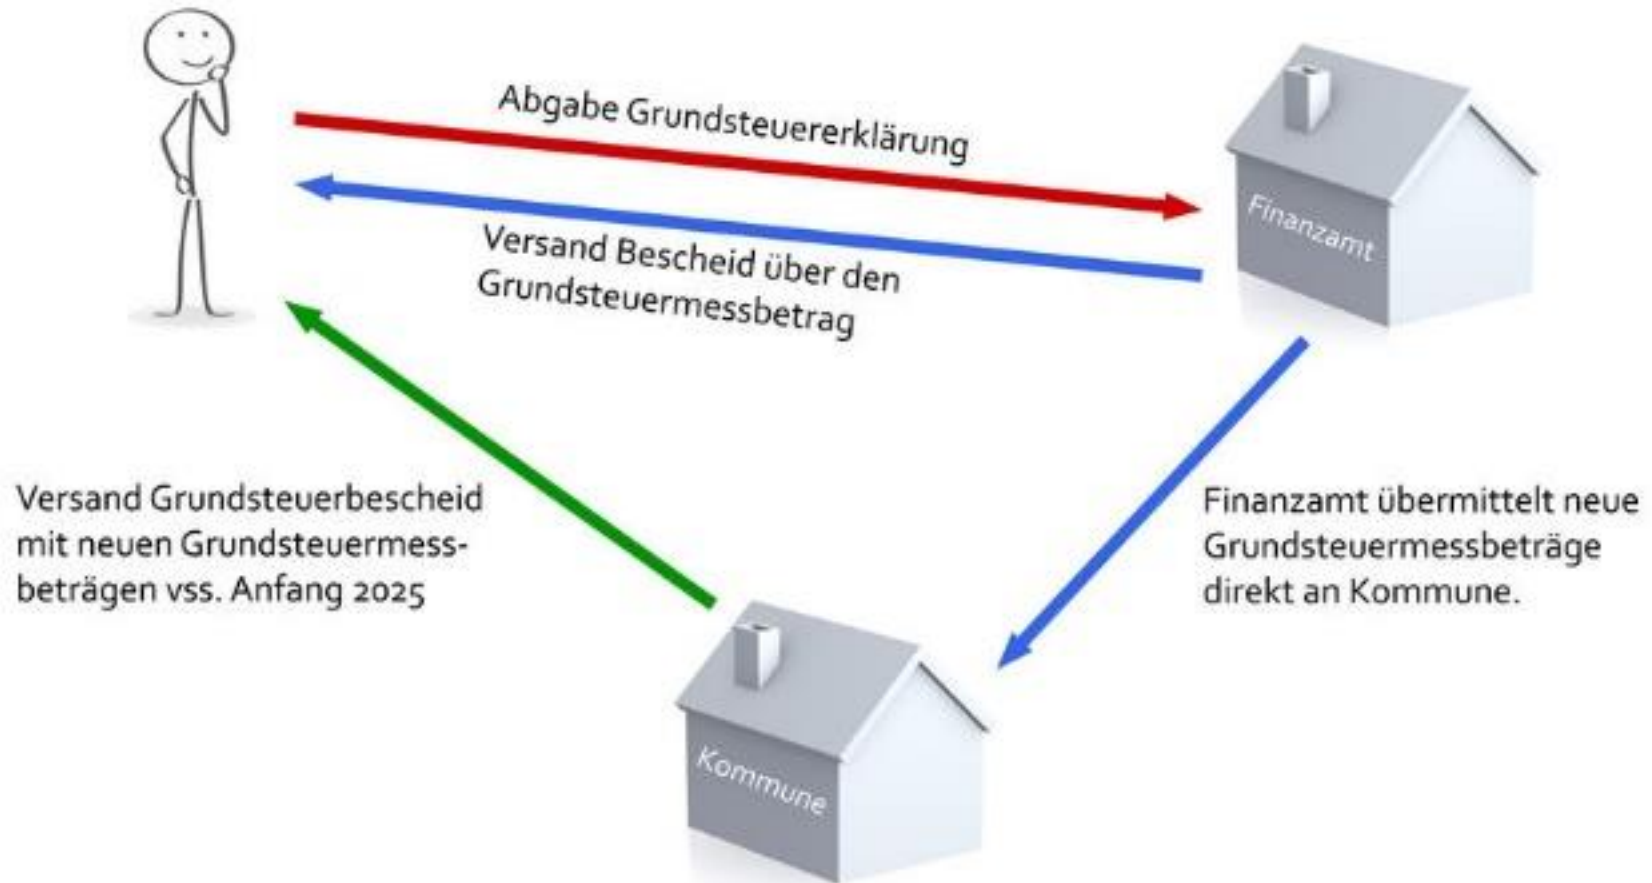 Abgabe Grundsteuererklärung
Finanzamt
Versand Bescheid über den
Grundsteuermessbetrag
Versand Grundsteuerbescheid
mit neuen Grundsteuermess-
beträgen vss. Anfang 2025
Finanzamt übermittelt neue
Grundsteuermessbeträge
direkt an Kommune.
Kommune